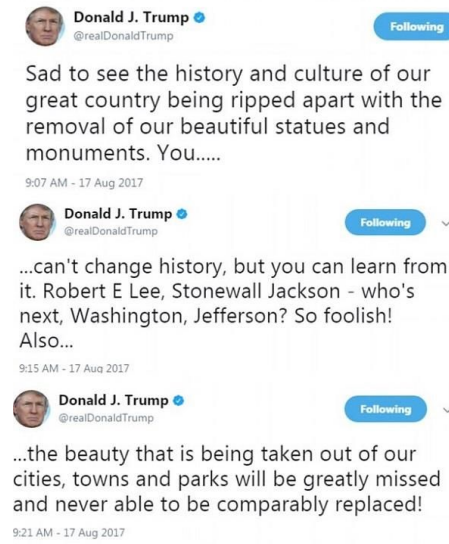 Donald J. Trump
@realDonaldTrump
Following
Sad to see the history and culture of our
great country being ripped apart with the
removal of our beautiful statues and
monuments. You.....
9:07 AM - 17 Aug 2017
Donald J. Trump
@realDonaldTrump
Following
...can't change history, but you can learn from
it. Robert E Lee, Stonewall Jackson - who's
next, Washington, Jefferson? So foolish!
Also...
9:15 AM - 17 Aug 2017
Donald J. Trump
@realDonaldTrump
Following
...the beauty that is being taken out of our
cities, towns and parks will be greatly missed
and never able to be comparably replaced!
9:21 AM - 17 Aug 2017